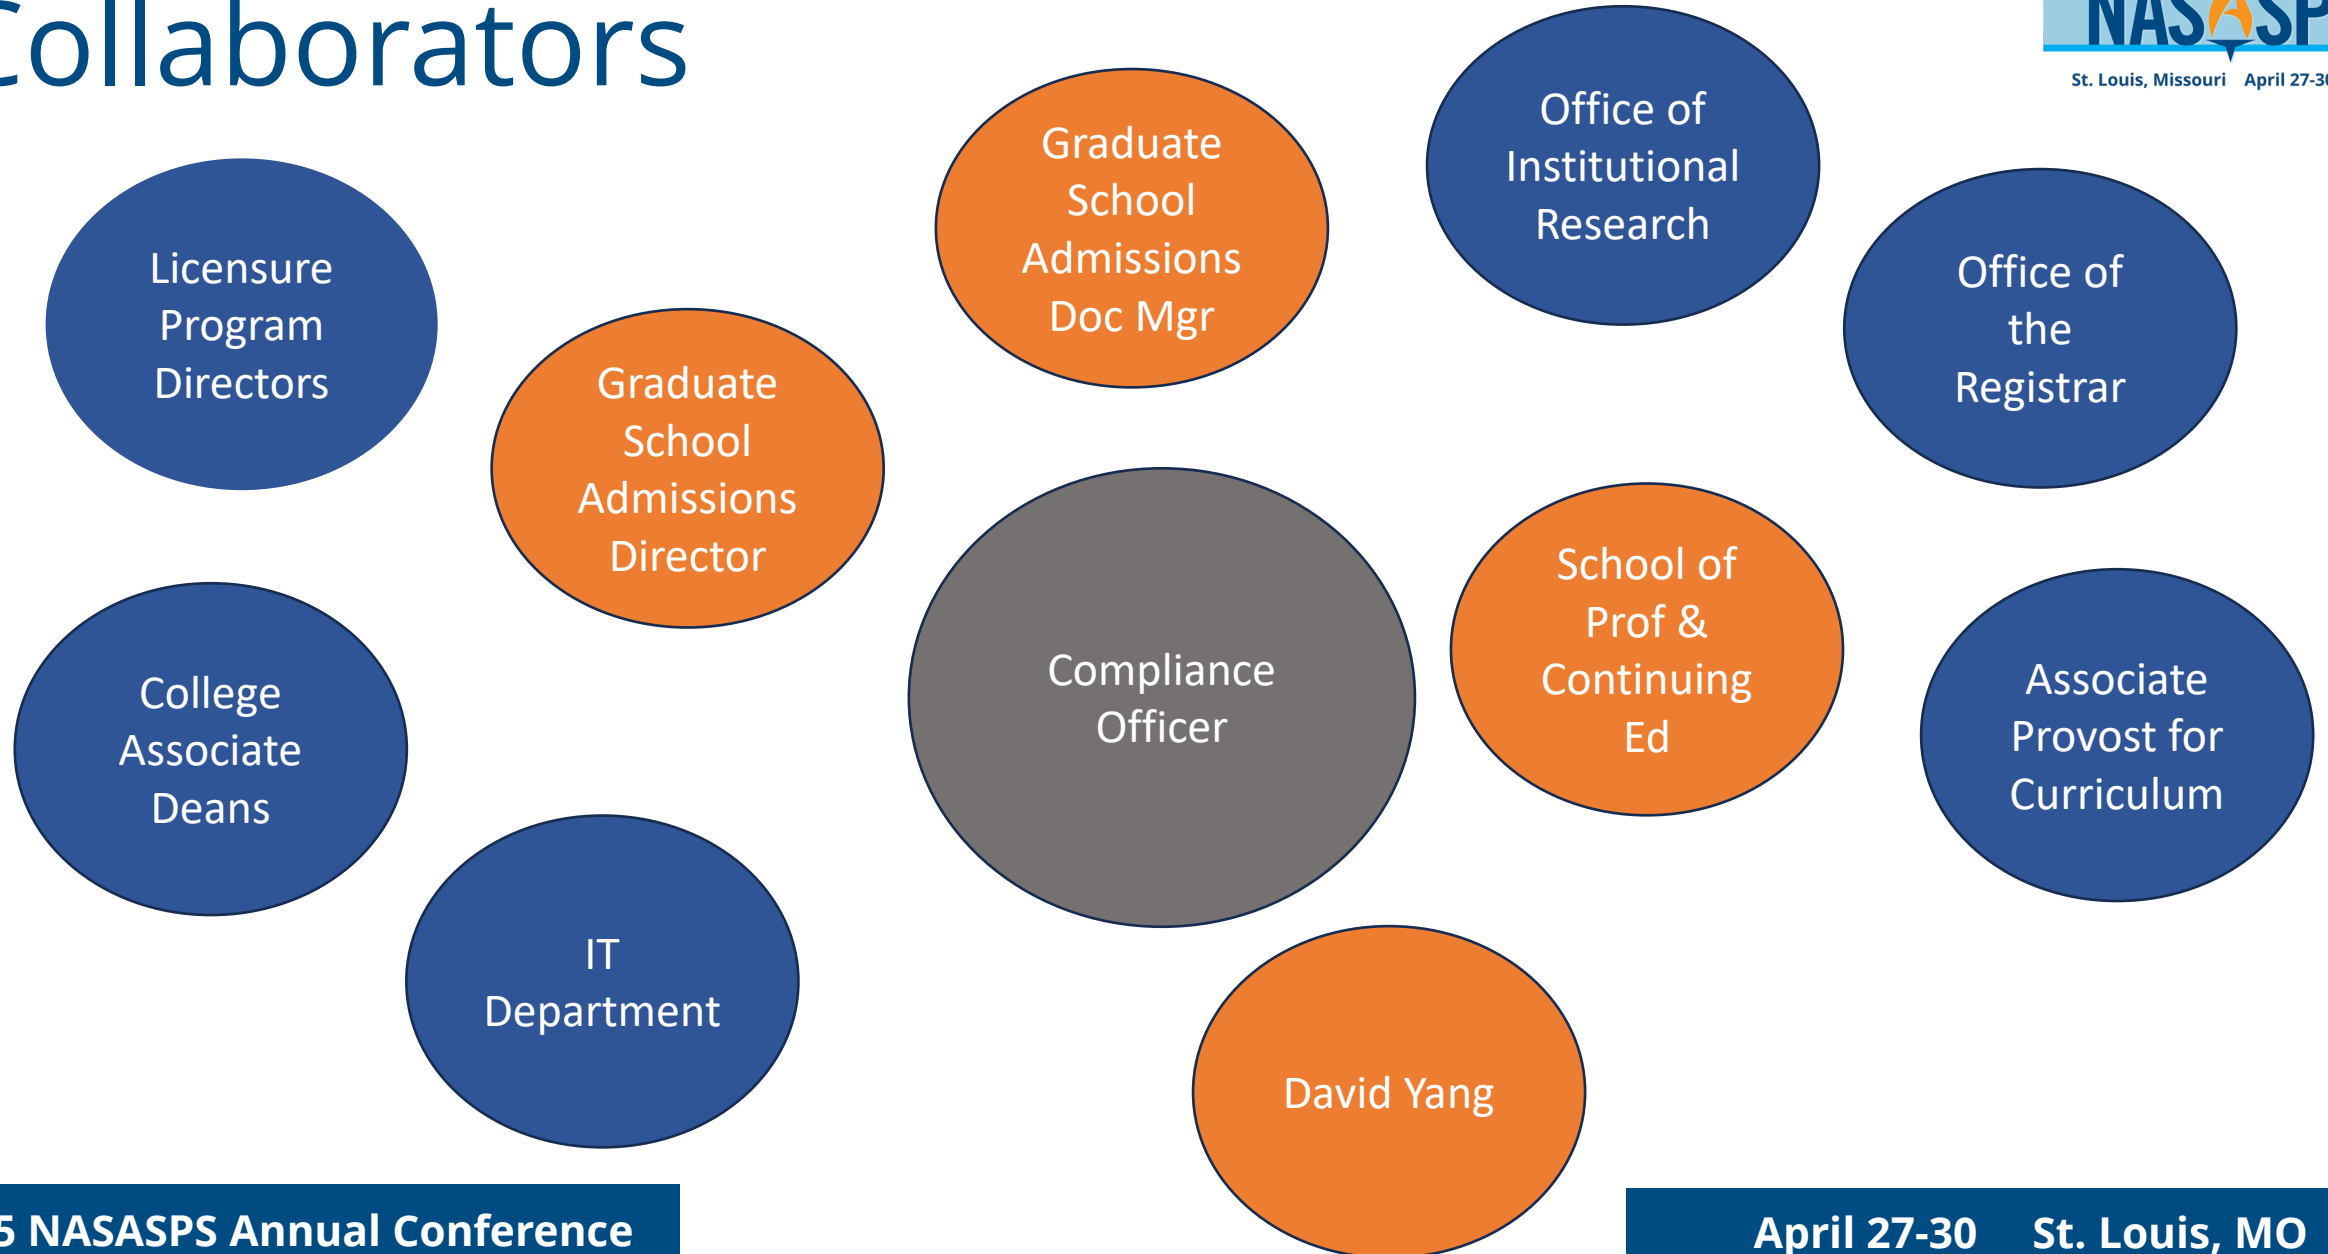 Collaborators
NASASP
St. Louis, Missouri April 27-30
Office of
Institutional
Research
Graduate
School
Admissions
Doc Mgr
Licensure
Program
Directors
Office of
the
Registrar
Graduate
School
Admissions
Director
School of
Prof &
Continuing
Ed
Compliance
Officer
College
Associate
Deans
Associate
Provost for
Curriculum
IT
Department
David Yang
5 NASASPS Annual Conference
April 27-30 St. Louis, MO